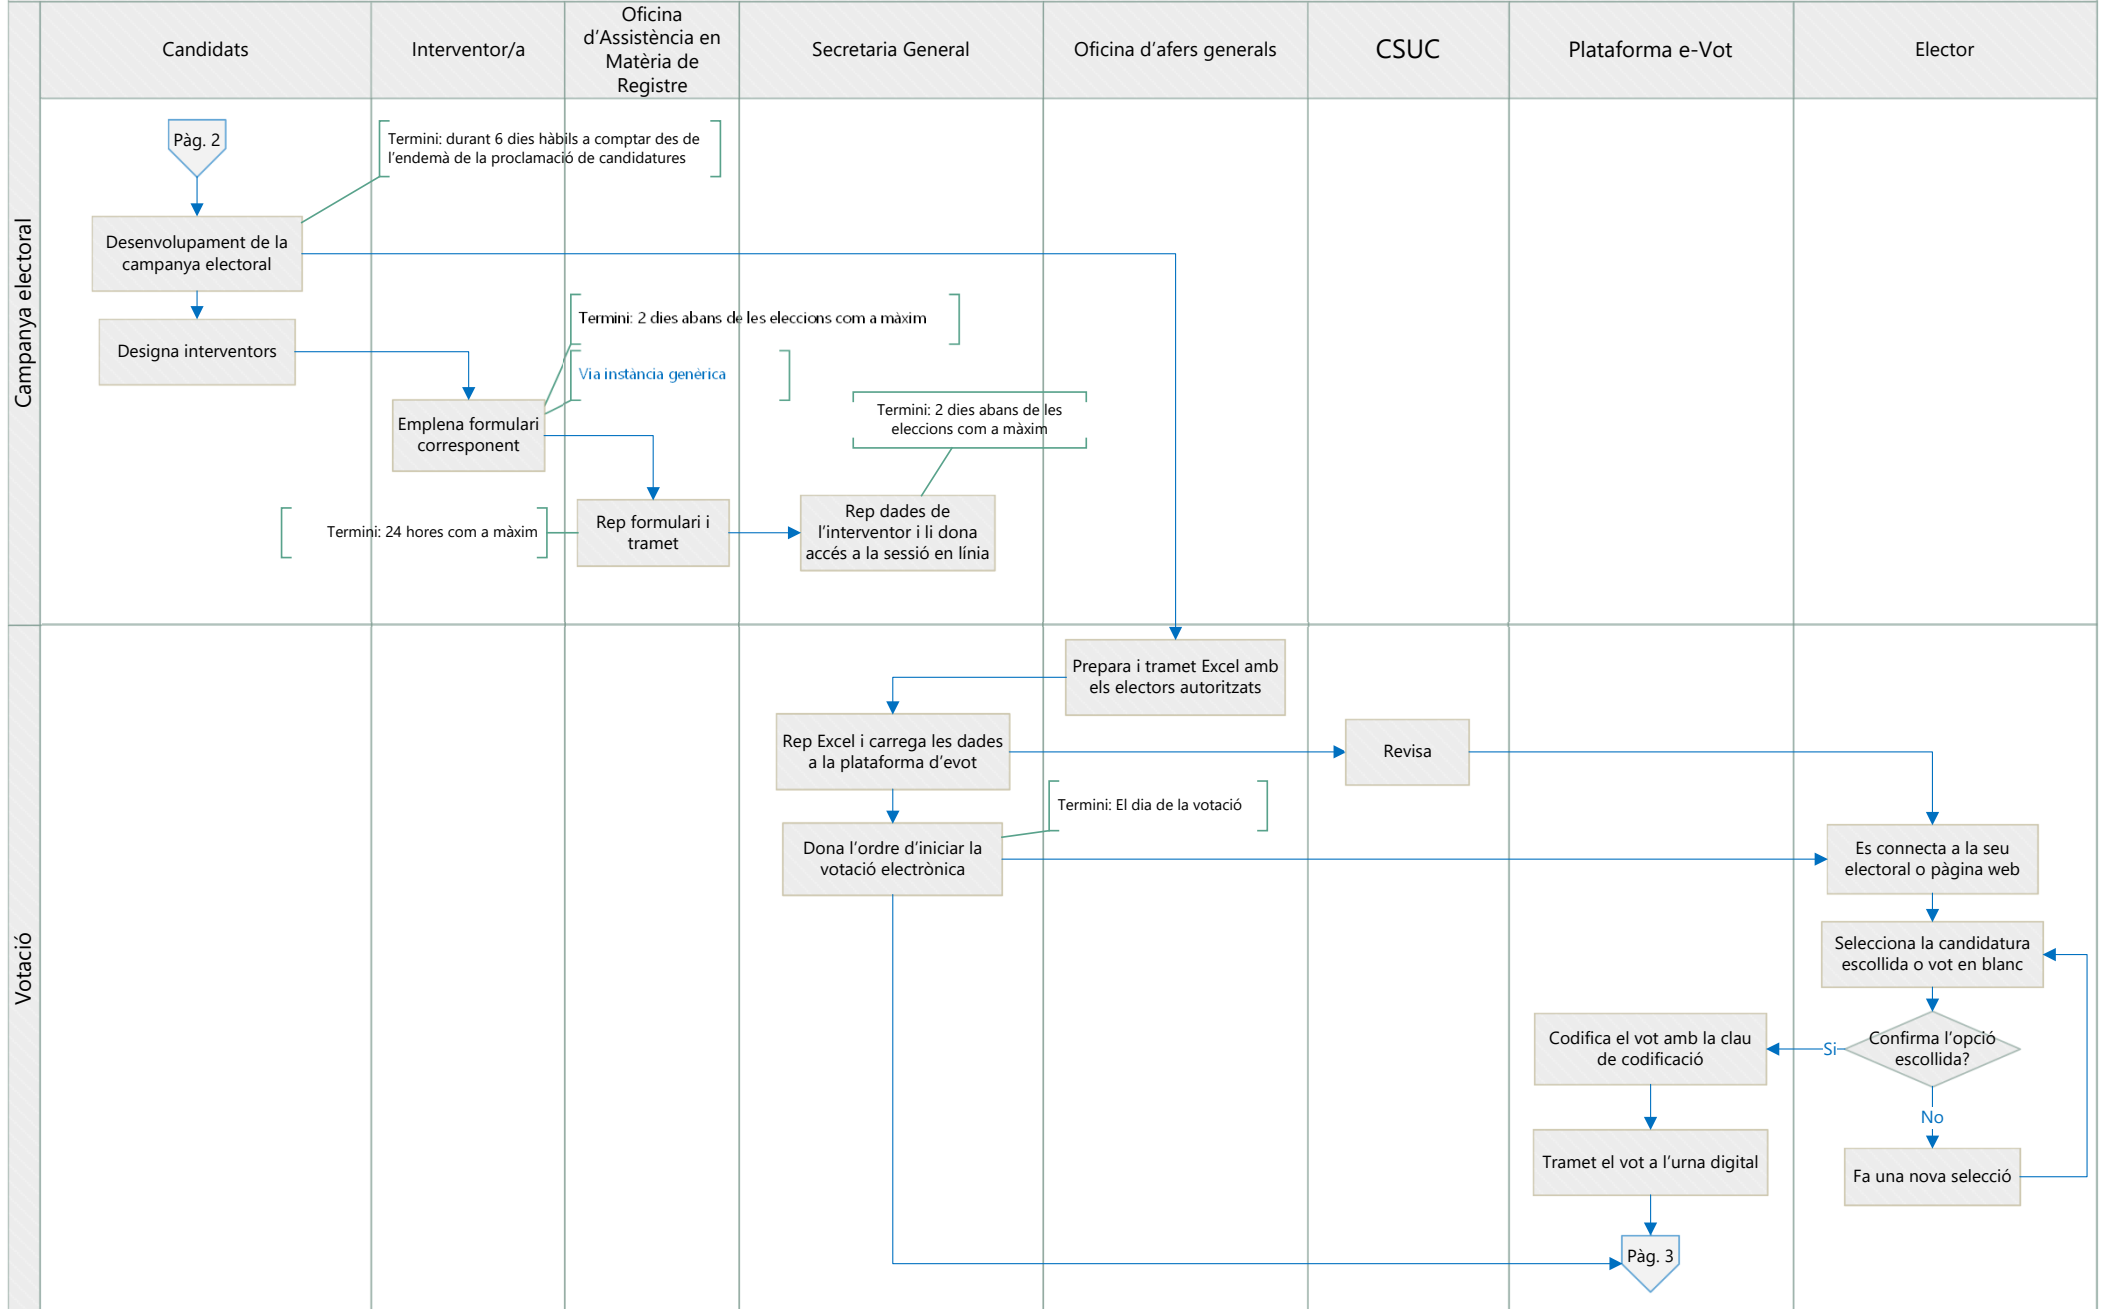 Candidats
Interventor/a
Oficina
d'Assistència en
Matèria de
Registre
Secretaria General
Oficina d'afers generals
CSUC
Plataforma e-Vot
Elector
Campanya electoral
Pàg. 2
Termini: durant 6 dies hàbils a comptar des de
l'endemà de la proclamació de candidatures
Desenvolupament de la
campanya electoral
Designa interventors
Termini: 2 dies abans de les eleccions com a màxim
Via instància genèrica
Emplena formulari
corresponent
Termini: 2 dies abans de les
eleccions com a màxim
Termini: 24 hores com a màxim
Rep formulari i
tramet
Rep dades de
l'interventor i li dona
accés a la sessió en línia
Votació
Prepara i tramet Excel amb
els electors autoritzats
Rep Excel i carrega les dades
a la plataforma d'evot
Revisa
Termini: El dia de la votació
Dona l'ordre d'iniciar la
votació electrònica
Es connecta a la seu
electoral o pàgina web
Selecciona la candidatura
escollida o vot en blanc
Confirma l'opció
escollida?
Si
Codifica el vot amb la clau
de codificació
No
Tramet el vot a l'urna digital
Fa una nova selecció
Pàg. 3